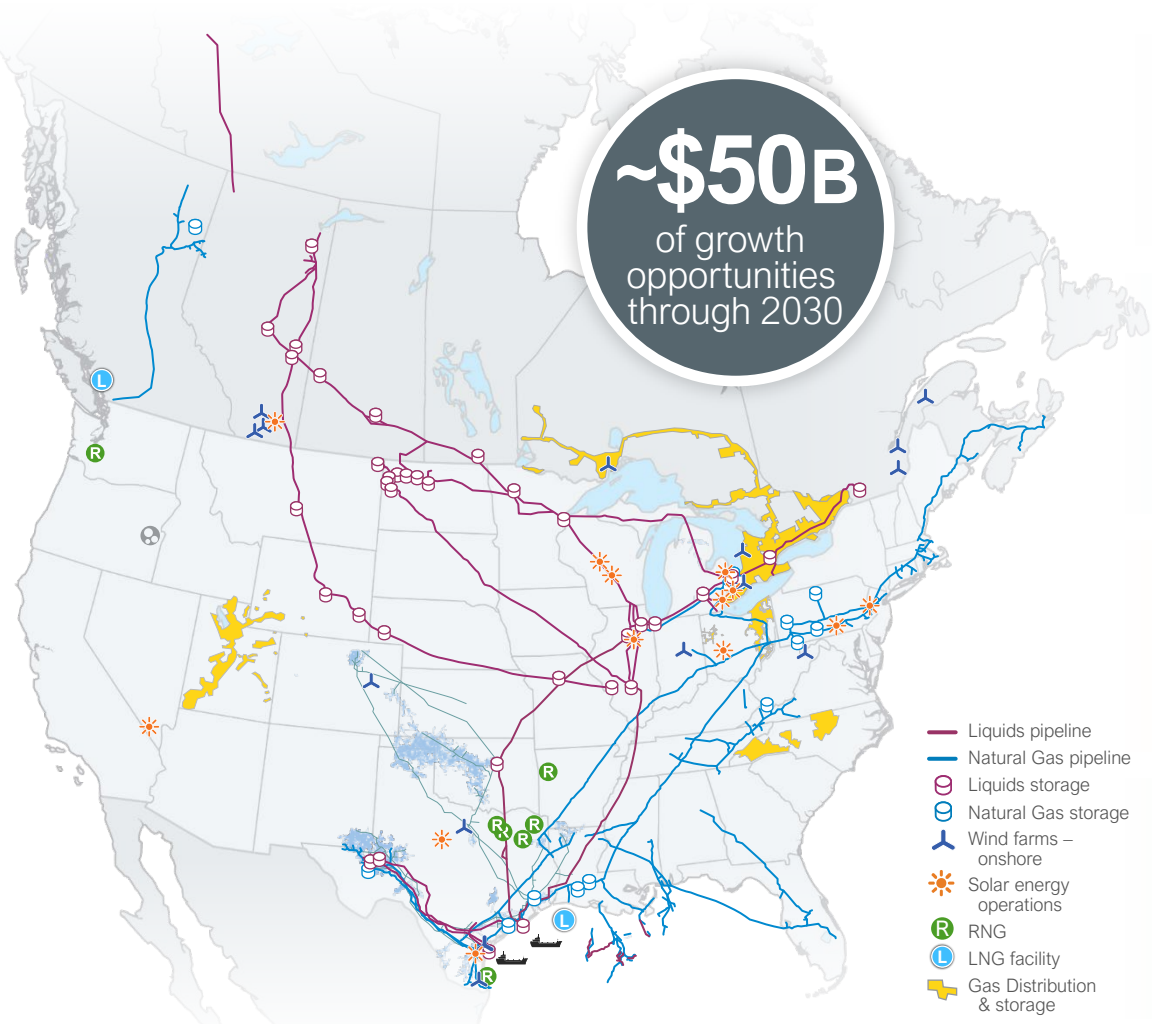 ~$50B
of growth
opportunities
through 2030
L
R
R
R
R
R
R
L
R
Liquids pipeline
Natural Gas pipeline
Liquids storage
Natural Gas storage
Wind farms –
onshore
Solar energy
operations
R RNG
L LNG facility
Gas Distribution
& storage